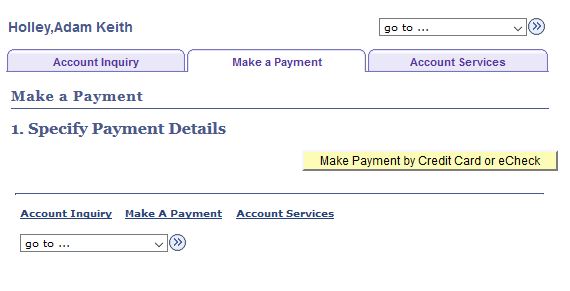 Holley,Adam Keith
go to ...
Account Inquiry Make a Payment Account Services
Make a Payment
1. Specify Payment Details
Make Payment by Credit Card or eCheck
Account Inquiry Make A Payment Account Services
go to ...